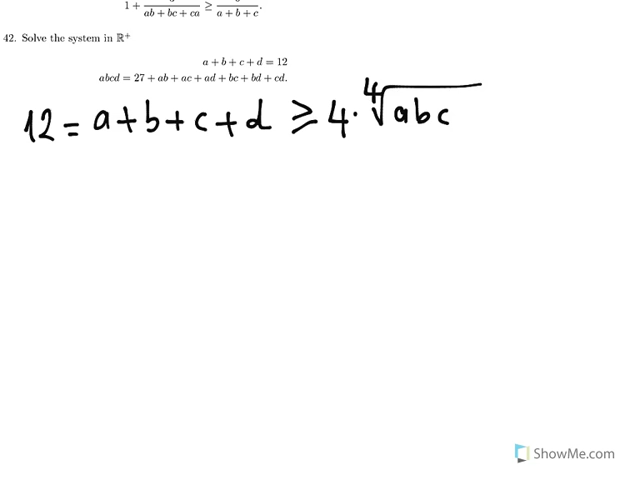 1 + ——— / (ab + bc + ca) ≥ ——— / (a + b + c).
42. Solve the system in ℝ⁺
a + b + c + d = 12
abcd = 27 + ab + ac + ad + bc + bd + cd.
12 = a + b + c + d ≥ 4 · ∜abc
ShowMe.com